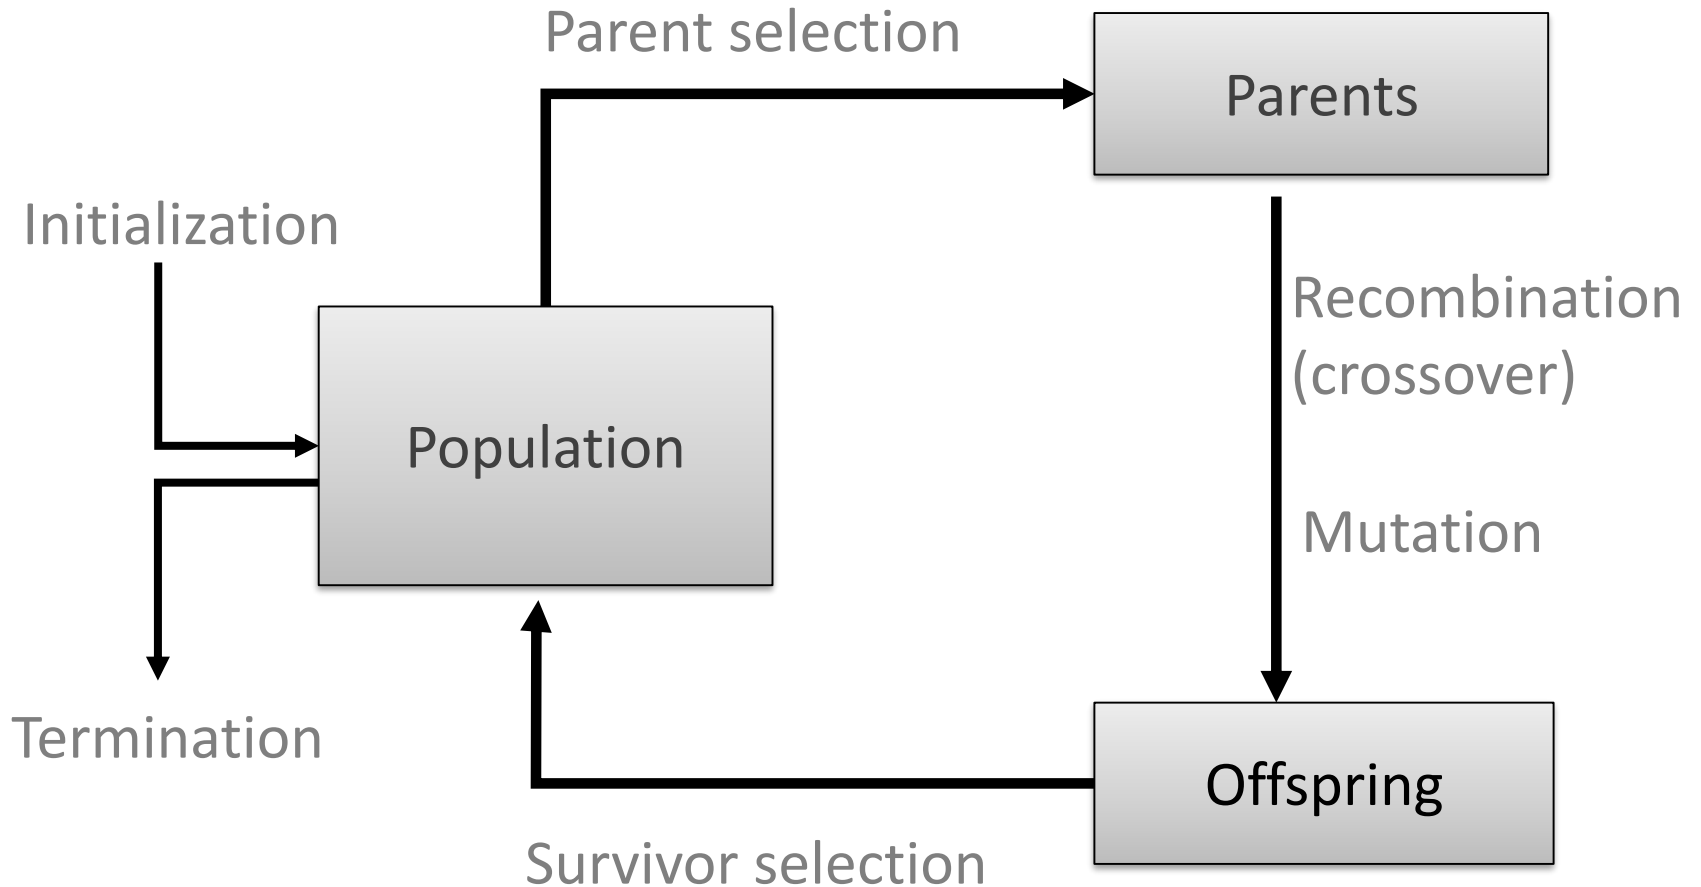 Parent selection
Parents
Initialization
Recombination
(crossover)
Population
Mutation
Termination
Offspring
Survivor selection